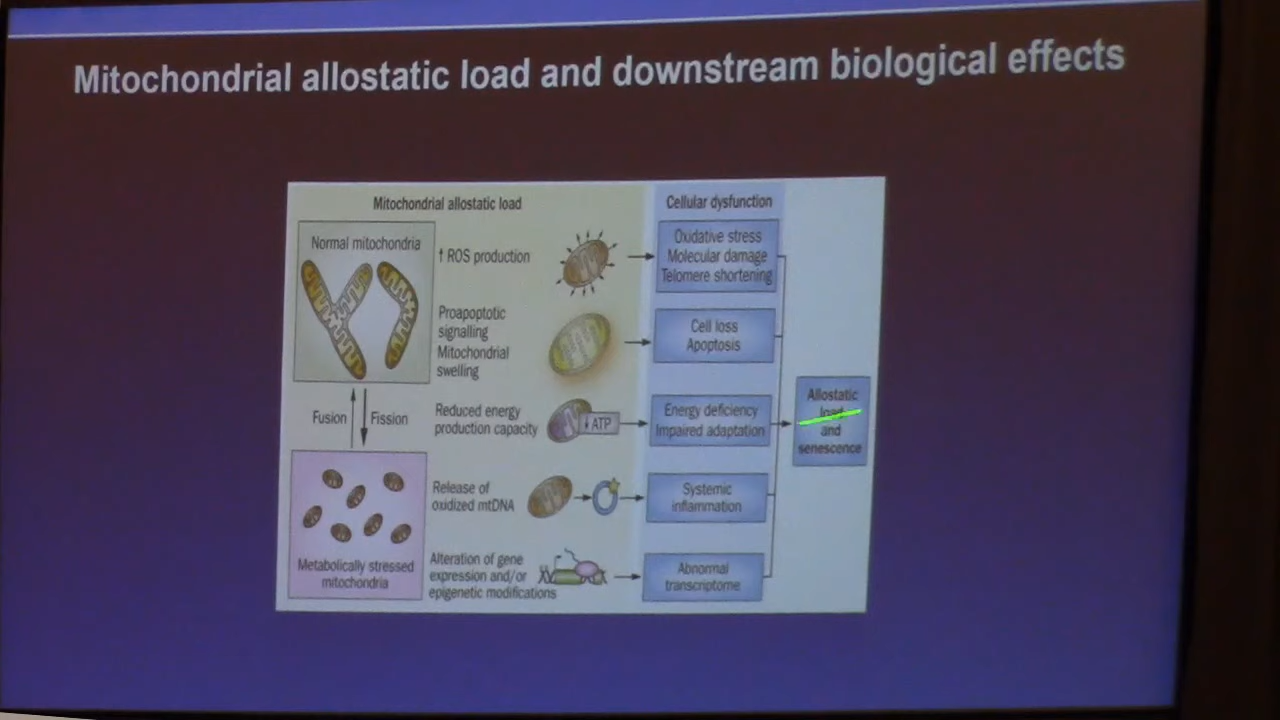 Mitochondrial allostatic load and downstream biological effects
Mitochondrial allostatic load
Cellular dysfunction
Normal mitochondria
↑ ROS production
Oxidative stress
Molecular damage
Telomere shortening
Proapoptotic
signalling
Mitochondrial
swelling
Cell loss
Apoptosis
Fusion
Fission
Reduced energy
production capacity
↓ ATP
Energy deficiency
Impaired adaptation
Allostatic
load
and
senescence
Release of
oxidized mtDNA
Systemic
inflammation
Metabolically stressed
mitochondria
Alteration of gene
expression and/or
epigenetic modifications
Abnormal
transcriptome